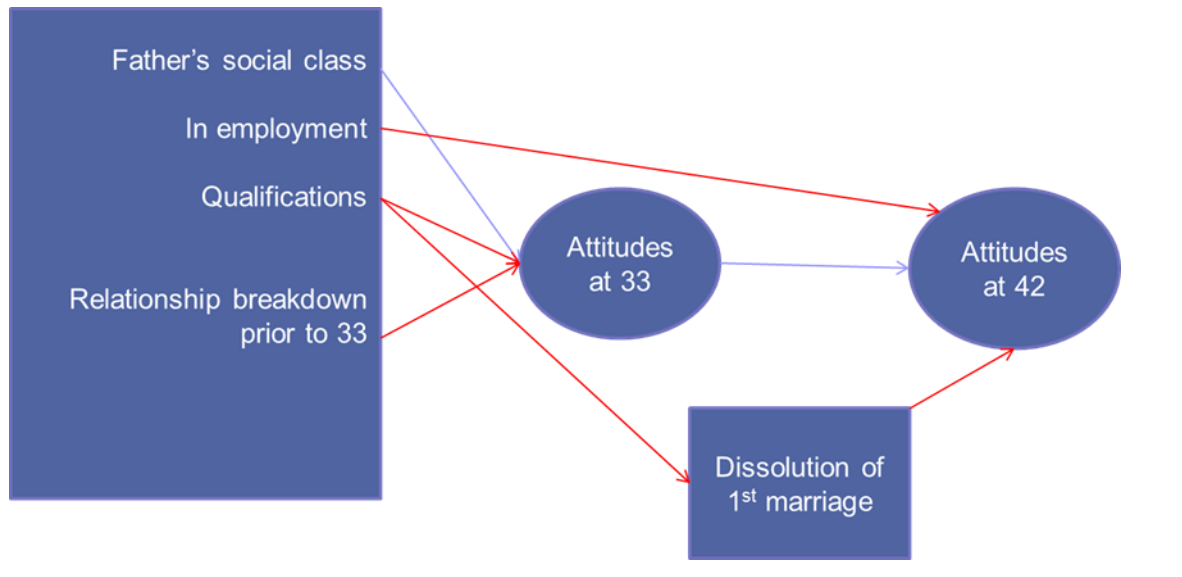 Father’s social class
In employment
Qualifications
Relationship breakdown
prior to 33
Attitudes
at 33
Attitudes
at 42
Dissolution of
1st marriage